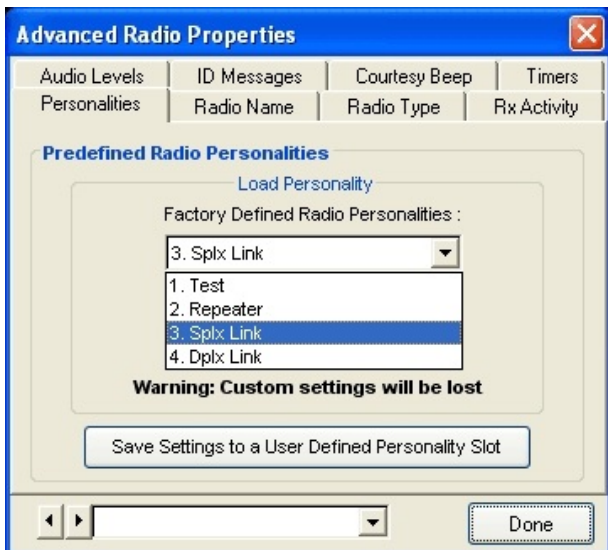 Advanced Radio Properties
Audio Levels
ID Messages
Courtesy Beep
Timers
Personalities
Radio Name
Radio Type
Rx Activity
Predefined Radio Personalities
Load Personality
Factory Defined Radio Personalities :
3. Splx Link
1. Test
2. Repeater
3. Splx Link
4. Dplx Link
Warning: Custom settings will be lost
Save Settings to a User Defined Personality Slot
Done